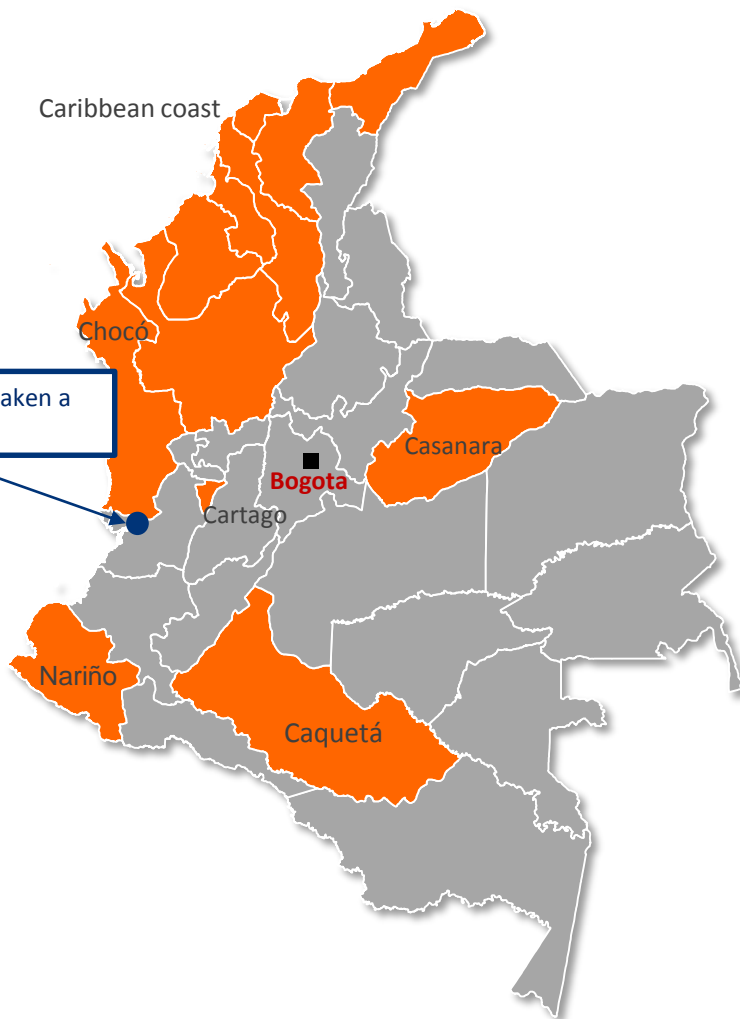 Caribbean coast
Chocó
aken a
Casanara
Bogota
Cartago
Nariño
Caquetá